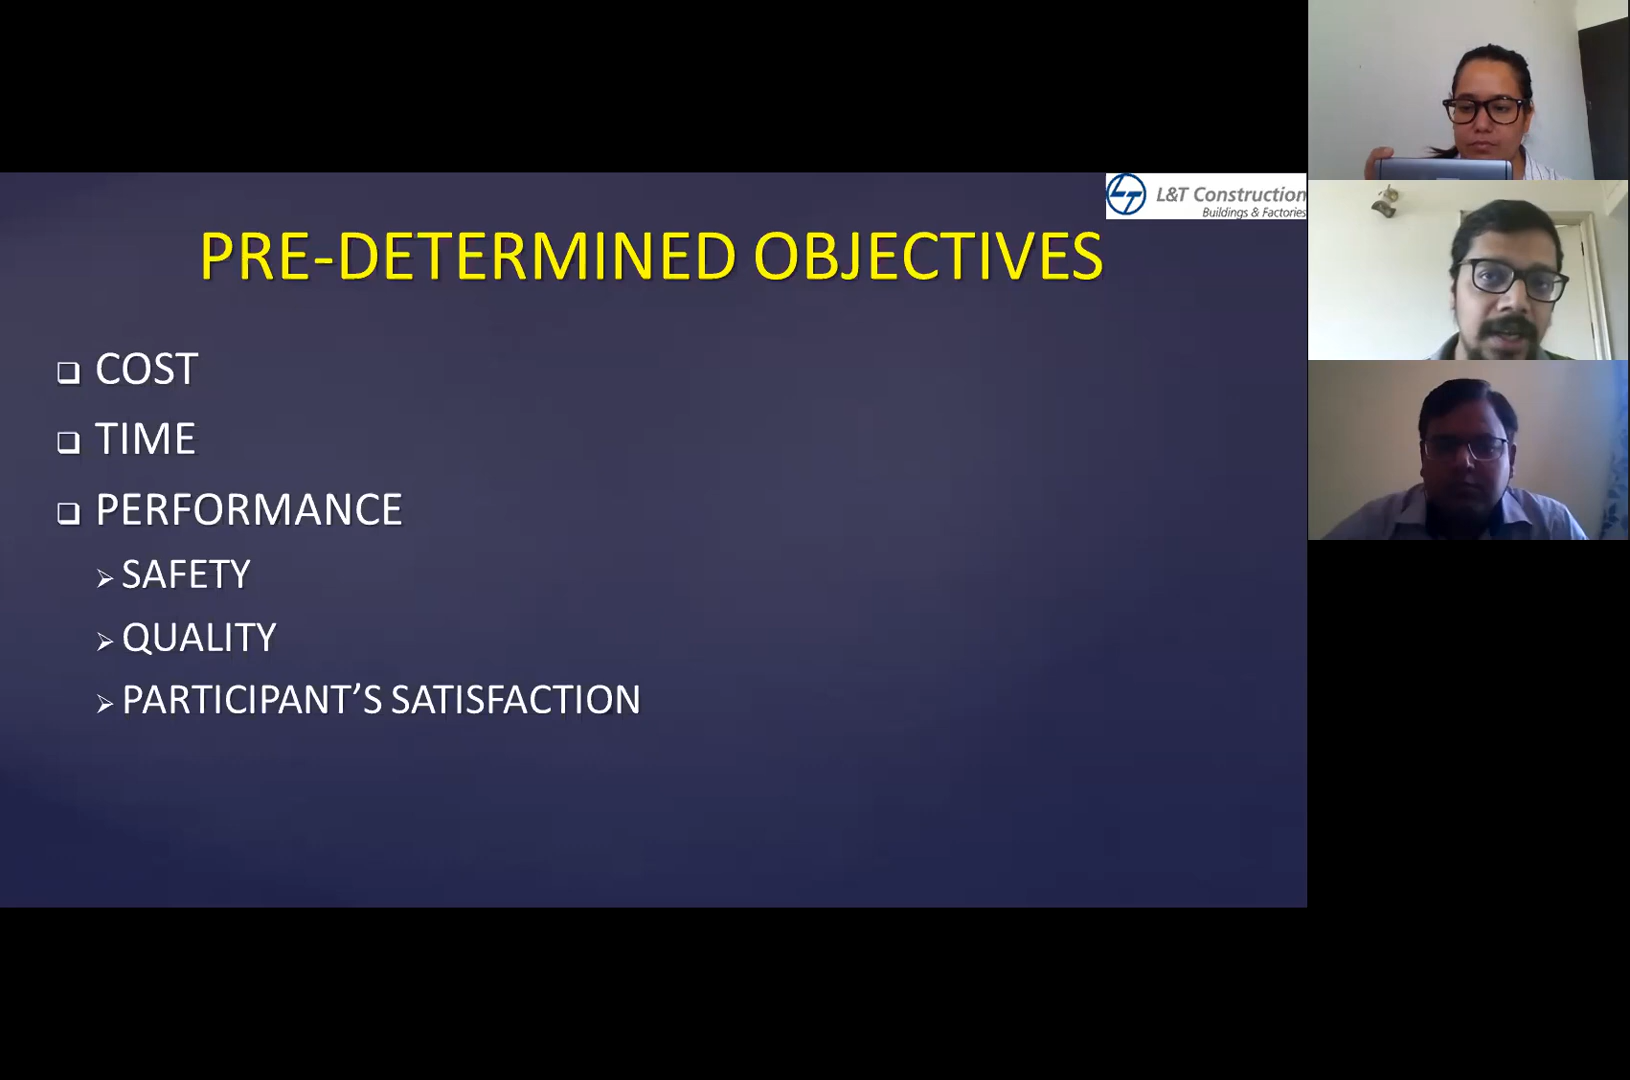 L&T Construction
Buildings & Factories
PRE-DETERMINED OBJECTIVES
❑ COST
❑ TIME
❑ PERFORMANCE
➢ SAFETY
➢ QUALITY
➢ PARTICIPANT’S SATISFACTION